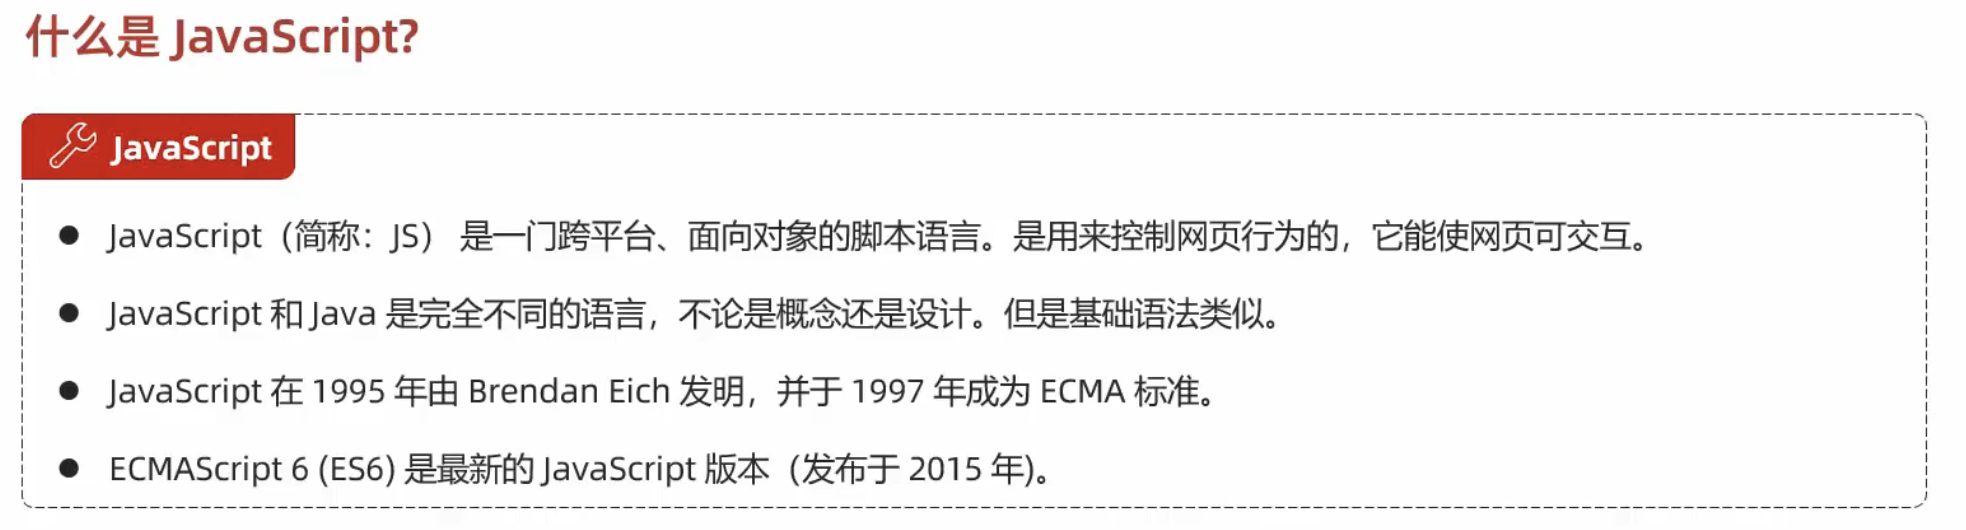 什么是 JavaScript?
JavaScript
● JavaScript（简称：JS） 是一门跨平台、面向对象的脚本语言。是用来控制网页行为的，它能使网页可交互。
● JavaScript 和 Java 是完全不同的语言，不论是概念还是设计。但是基础语法类似。
● JavaScript 在 1995 年由 Brendan Eich 发明，并于 1997 年成为 ECMA 标准。
● ECMAScript 6 (ES6) 是最新的 JavaScript 版本（发布于 2015 年)。